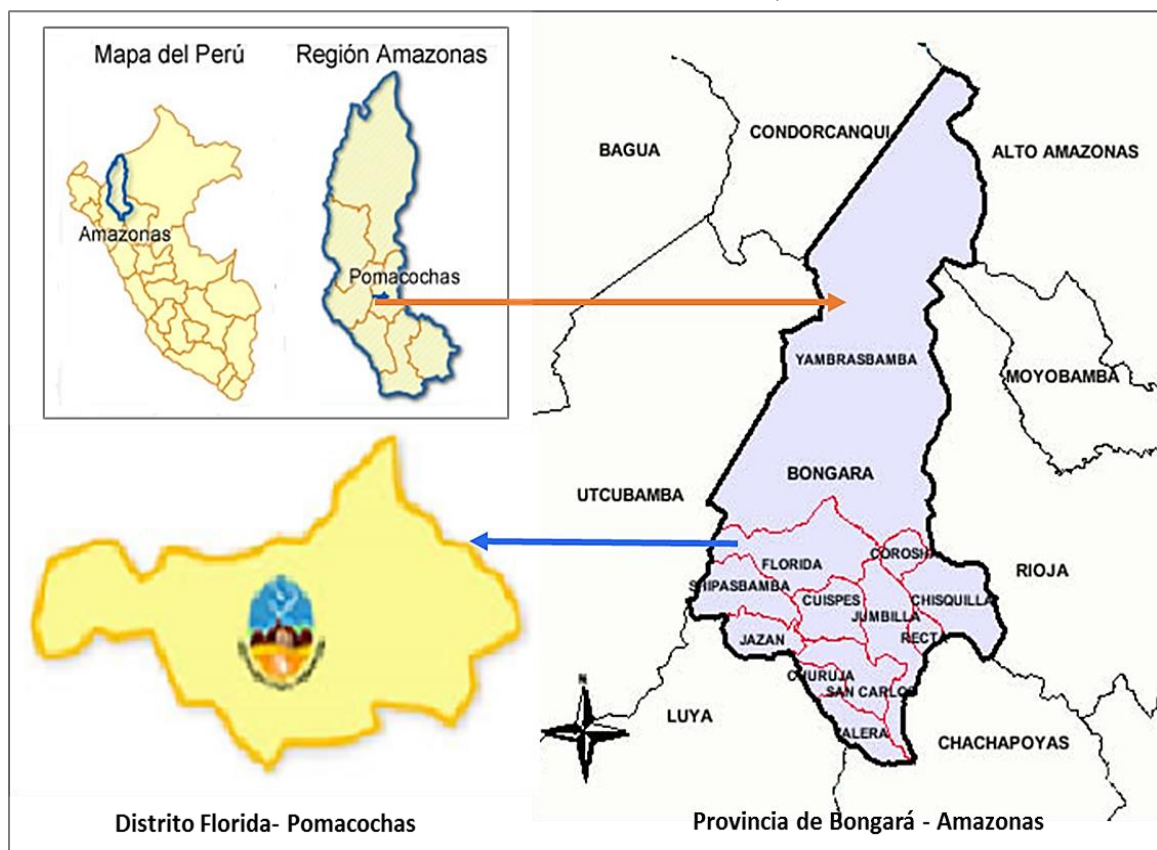 Mapa del Perú
Región Amazonas
Amazonas
Pomacochas
CONDORCANQUI
BAGUA
ALTO AMAZONAS
YAMBRASBAMBA
MOYOBAMBA
BONGARA
UTCUBAMBA
FLORIDA
COROSHA
RIOJA
SHIPASBAMBA
CUISPES
CHISQUILLA
JUMBILLA
JAZAN
RECTA
CHURUJA
SAN CARLOS
N
LUYA
VALERA
CHACHAPOYAS
Distrito Florida- Pomacochas
Provincia de Bongará - Amazonas